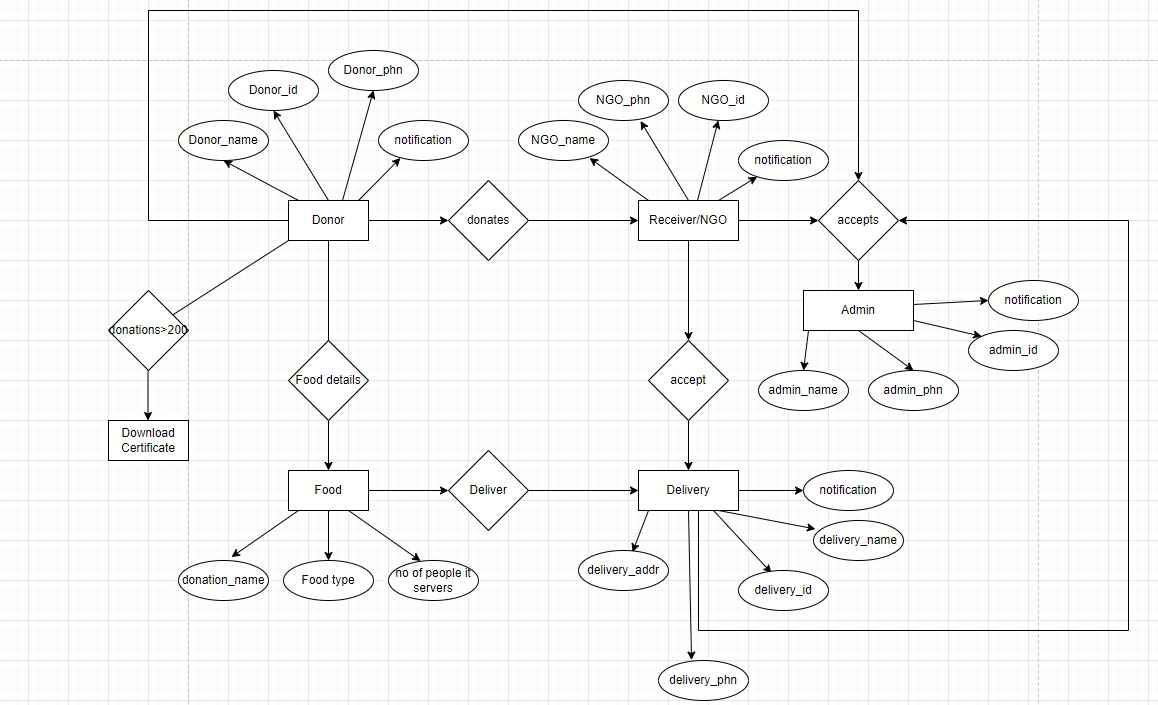 Donor_phn
Donor_id
NGO_phn
NGO_id
Donor_name
notification
NGO_name
notification
Donor
donates
Receiver/NGO
accepts
notification
Admin
donations>200
admin_id
Food details
accept
admin_name
admin_phn
Download
Certificate
Food
Deliver
Delivery
notification
delivery_name
donation_name
Food type
no of people it
servers
delivery_addr
delivery_id
delivery_phn